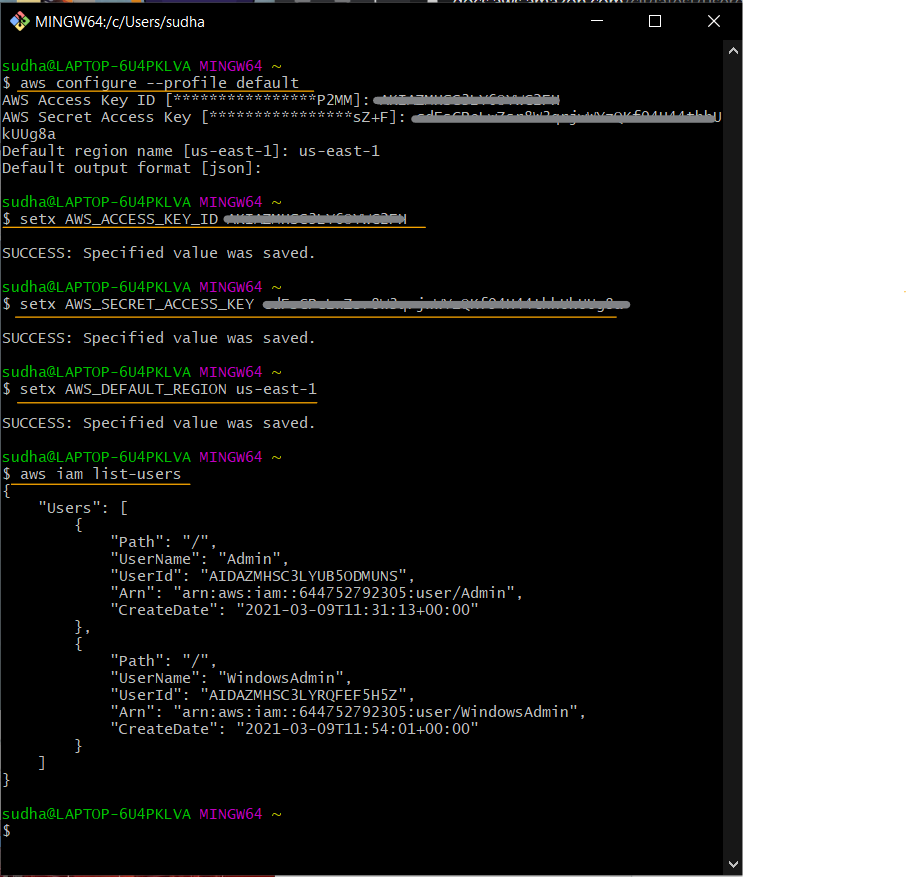 MINGW64:/c/Users/sudha
sudha@LAPTOP-6U4PKLVA MINGW64 ~
$ aws configure --profile default
AWS Access Key ID [****************P2MM]:
AWS Secret Access Key [****************sZ+F]:
kUUg8a
Default region name [us-east-1]: us-east-1
Default output format [json]:
sudha@LAPTOP-6U4PKLVA MINGW64 ~
$ setx AWS_ACCESS_KEY_ID
SUCCESS: Specified value was saved.
sudha@LAPTOP-6U4PKLVA MINGW64 ~
$ setx AWS_SECRET_ACCESS_KEY
SUCCESS: Specified value was saved.
sudha@LAPTOP-6U4PKLVA MINGW64 ~
$ setx AWS_DEFAULT_REGION us-east-1
SUCCESS: Specified value was saved.
sudha@LAPTOP-6U4PKLVA MINGW64 ~
$ aws iam list-users
{
    "Users": [
        {
            "Path": "/",
            "UserName": "Admin",
            "UserId": "AIDAZMHSC3LYUB5ODMUNS",
            "Arn": "arn:aws:iam::644752792305:user/Admin",
            "CreateDate": "2021-03-09T11:31:13+00:00"
        },
        {
            "Path": "/",
            "UserName": "WindowsAdmin",
            "UserId": "AIDAZMHSC3LYRQFEF5H5Z",
            "Arn": "arn:aws:iam::644752792305:user/WindowsAdmin",
            "CreateDate": "2021-03-09T11:54:01+00:00"
        }
    ]
}
sudha@LAPTOP-6U4PKLVA MINGW64 ~
$